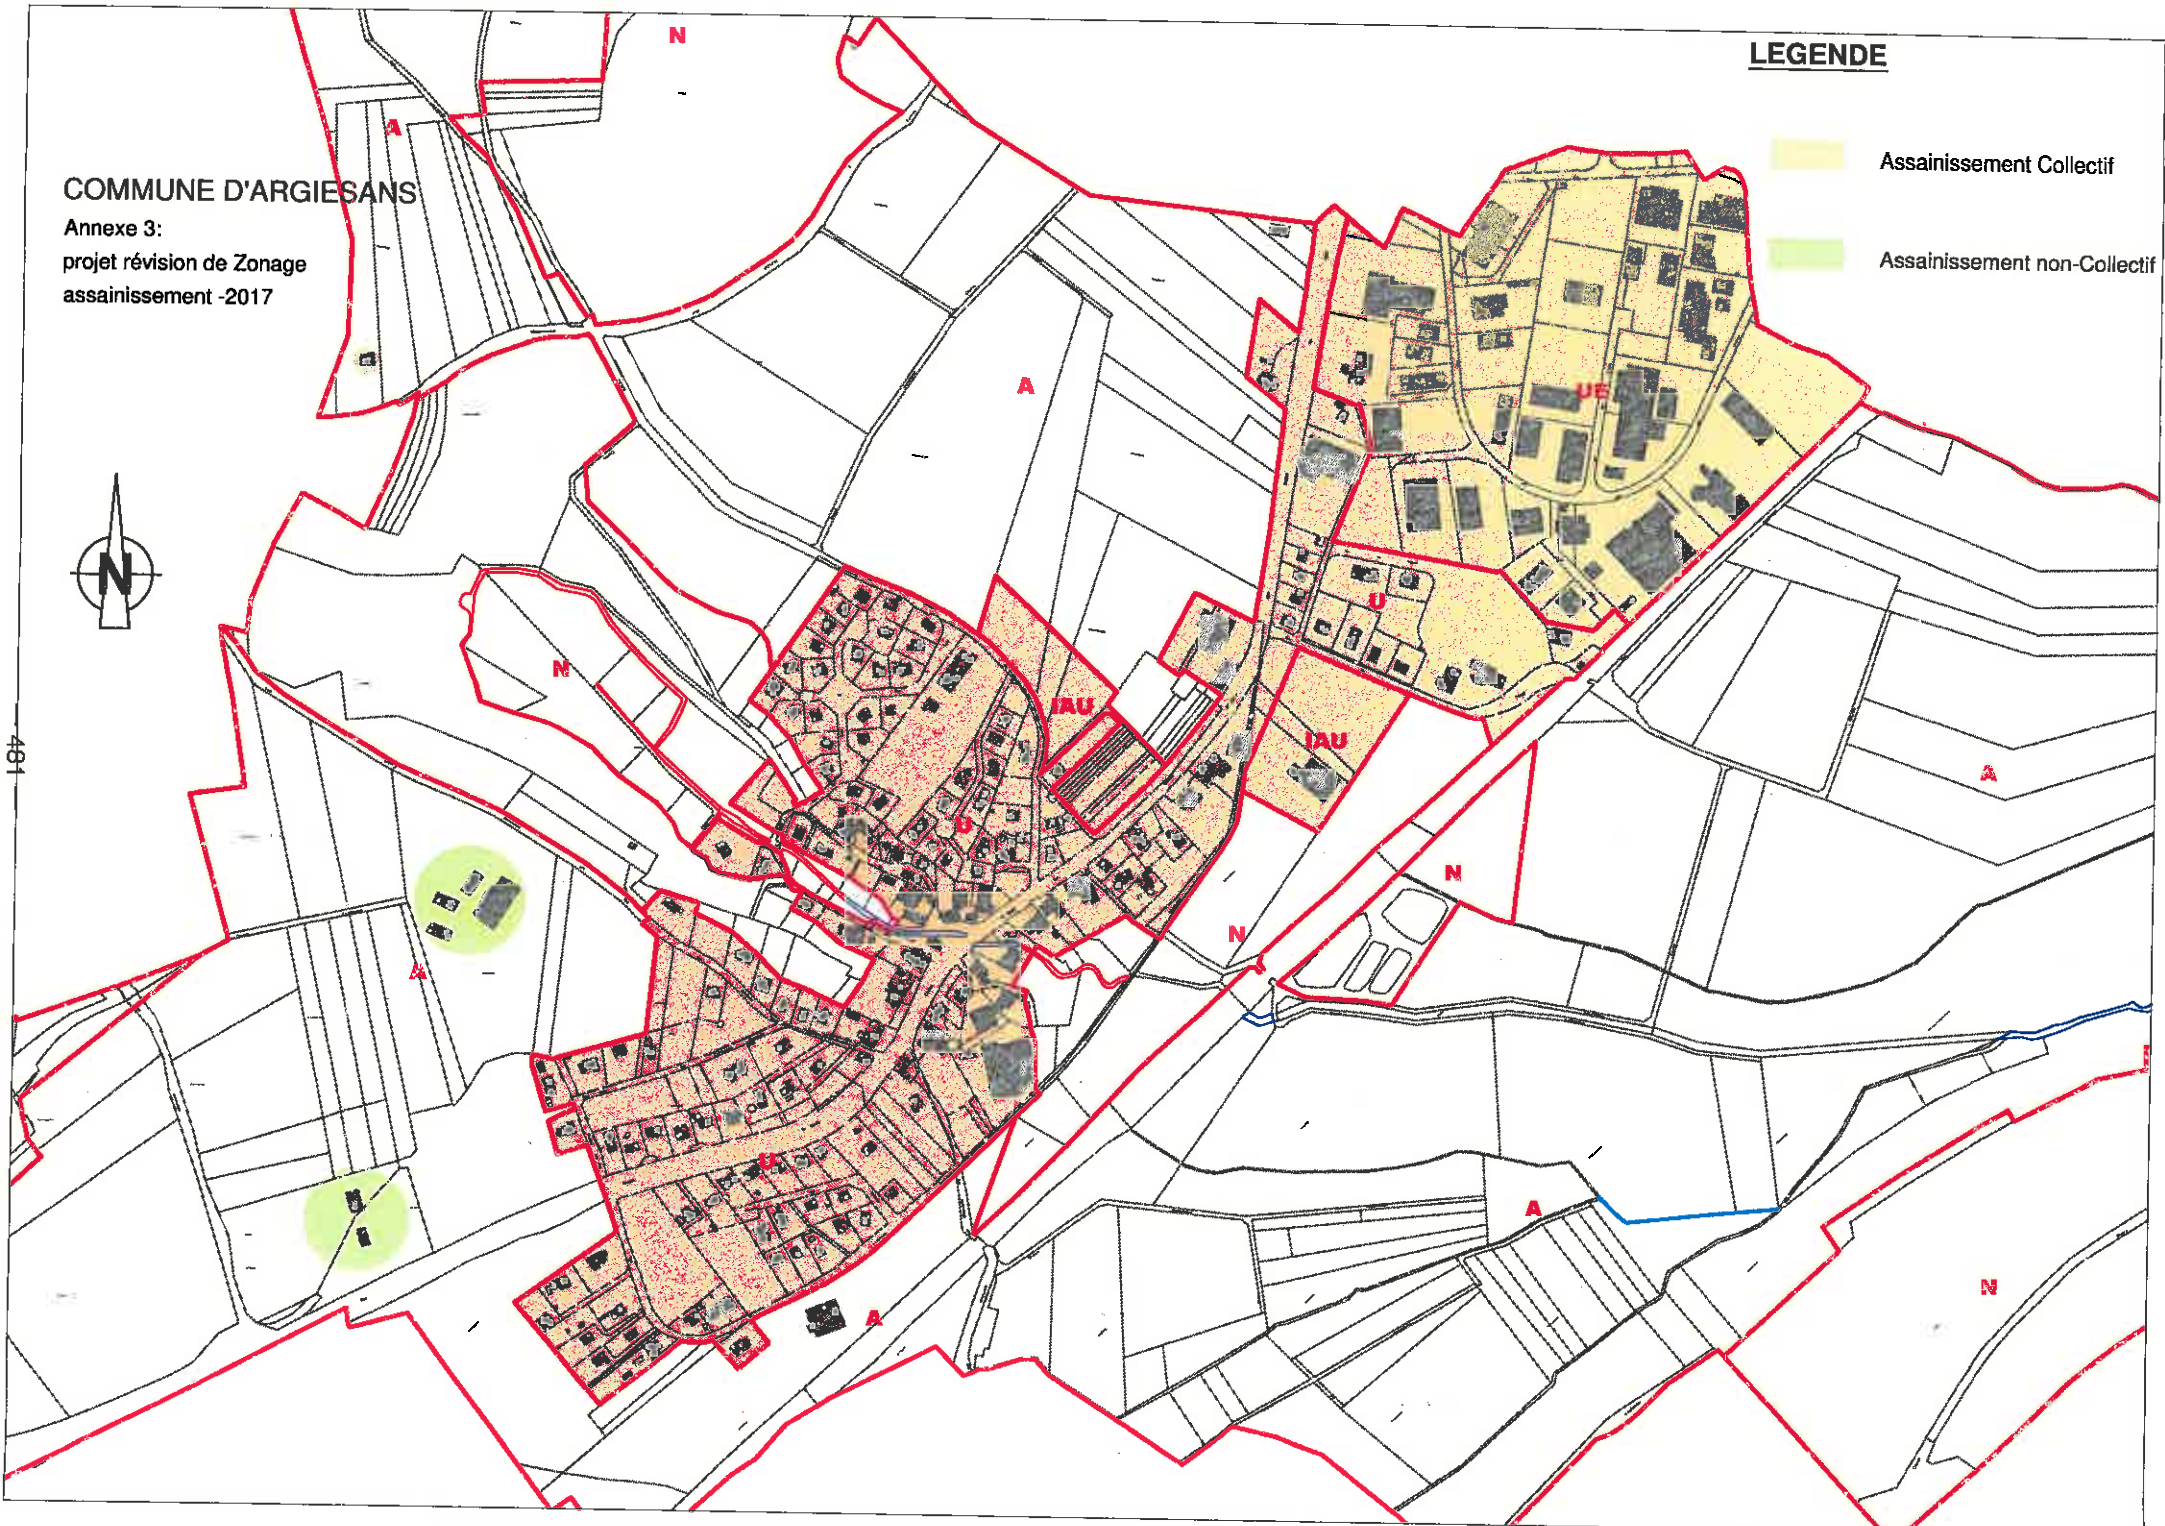 LEGENDE
Assainissement Collectif
Assainissement non-Collectif
COMMUNE D'ARGIESANS
Annexe 3:
projet révision de Zonage
assainissement -2017
N
481
N
A
A
UE
U
N
IAU
IAU
A
U
N
N
A
U
A
A
N